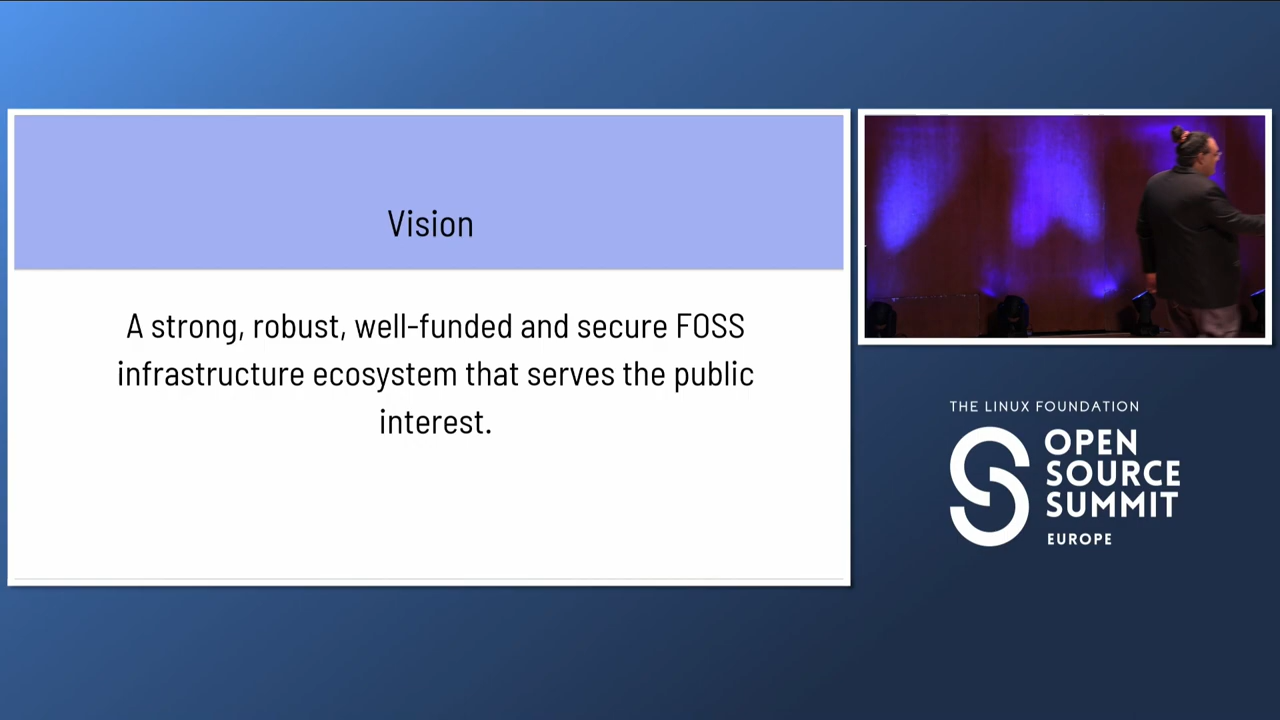 Vision
A strong, robust, well-funded and secure FOSS
infrastructure ecosystem that serves the public
interest.
THE LINUX FOUNDATION
OPEN
SOURCE
SUMMIT
EUROPE